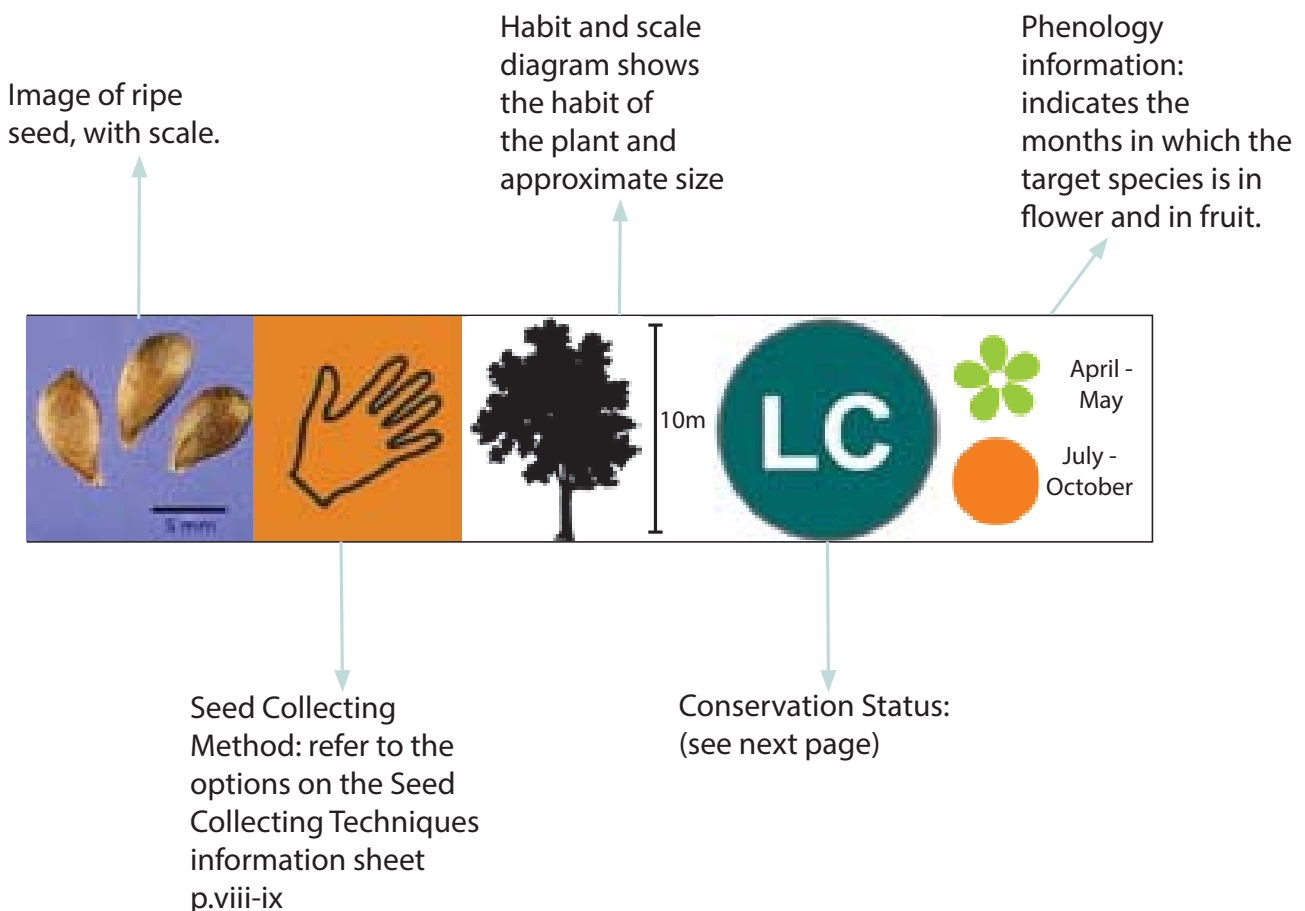 Image of ripe
seed, with scale.
Habit and scale
diagram shows
the habit of
the plant and
approximate size
Phenology
information:
indicates the
months in which the
target species is in
flower and in fruit.
5 mm
10m
LC
April -
May
July -
October
Seed Collecting
Method: refer to the
options on the Seed
Collecting Techniques
information sheet
p.viii-ix
Conservation Status:
(see next page)